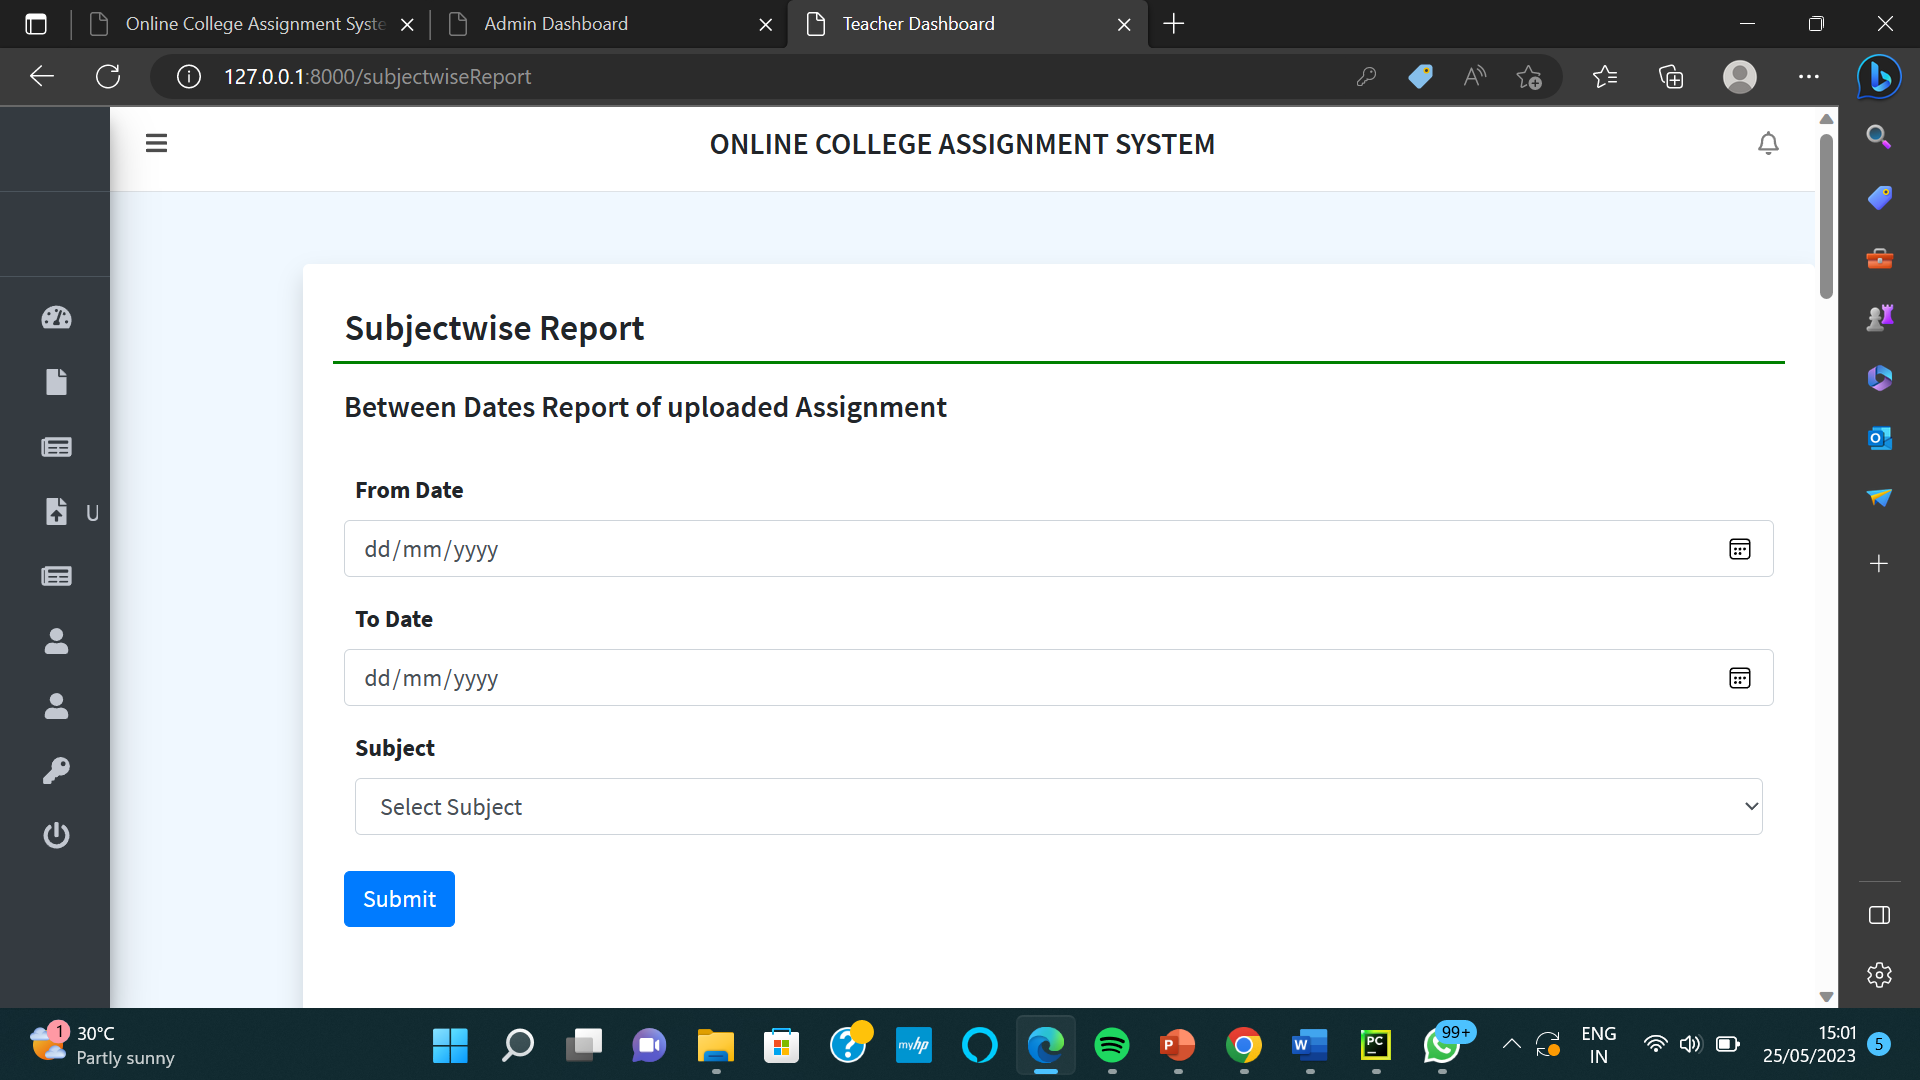 Online College Assignment Syste
Admin Dashboard
Teacher Dashboard
127.0.0.1:8000/subjectwiseReport
ONLINE COLLEGE ASSIGNMENT SYSTEM
Subjectwise Report
Between Dates Report of uploaded Assignment
From Date
dd/mm/yyyy
To Date
dd/mm/yyyy
Subject
Select Subject
Submit
U
1
30°C
Partly sunny
myhp
P
W
PC
99+
ENG
IN
15:01
25/05/2023
5